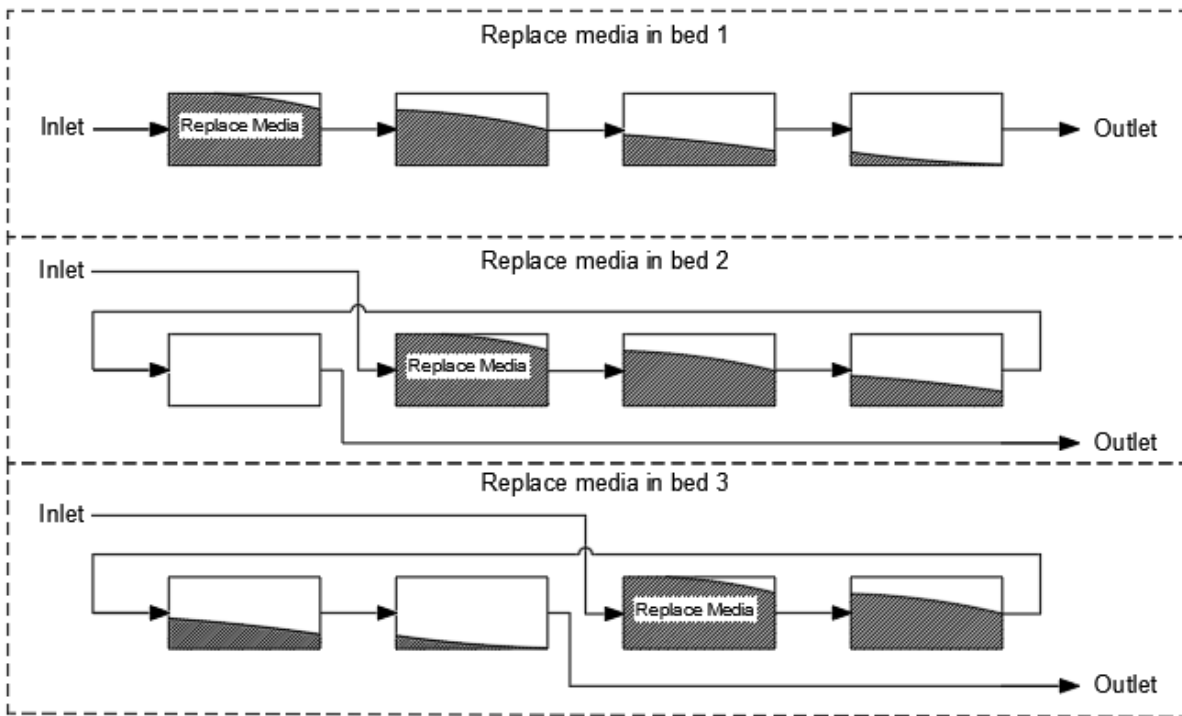 Replace media in bed 1
Inlet
Replace Media
Outlet
Replace media in bed 2
Inlet
Replace Media
Outlet
Replace media in bed 3
Inlet
Replace Media
Outlet